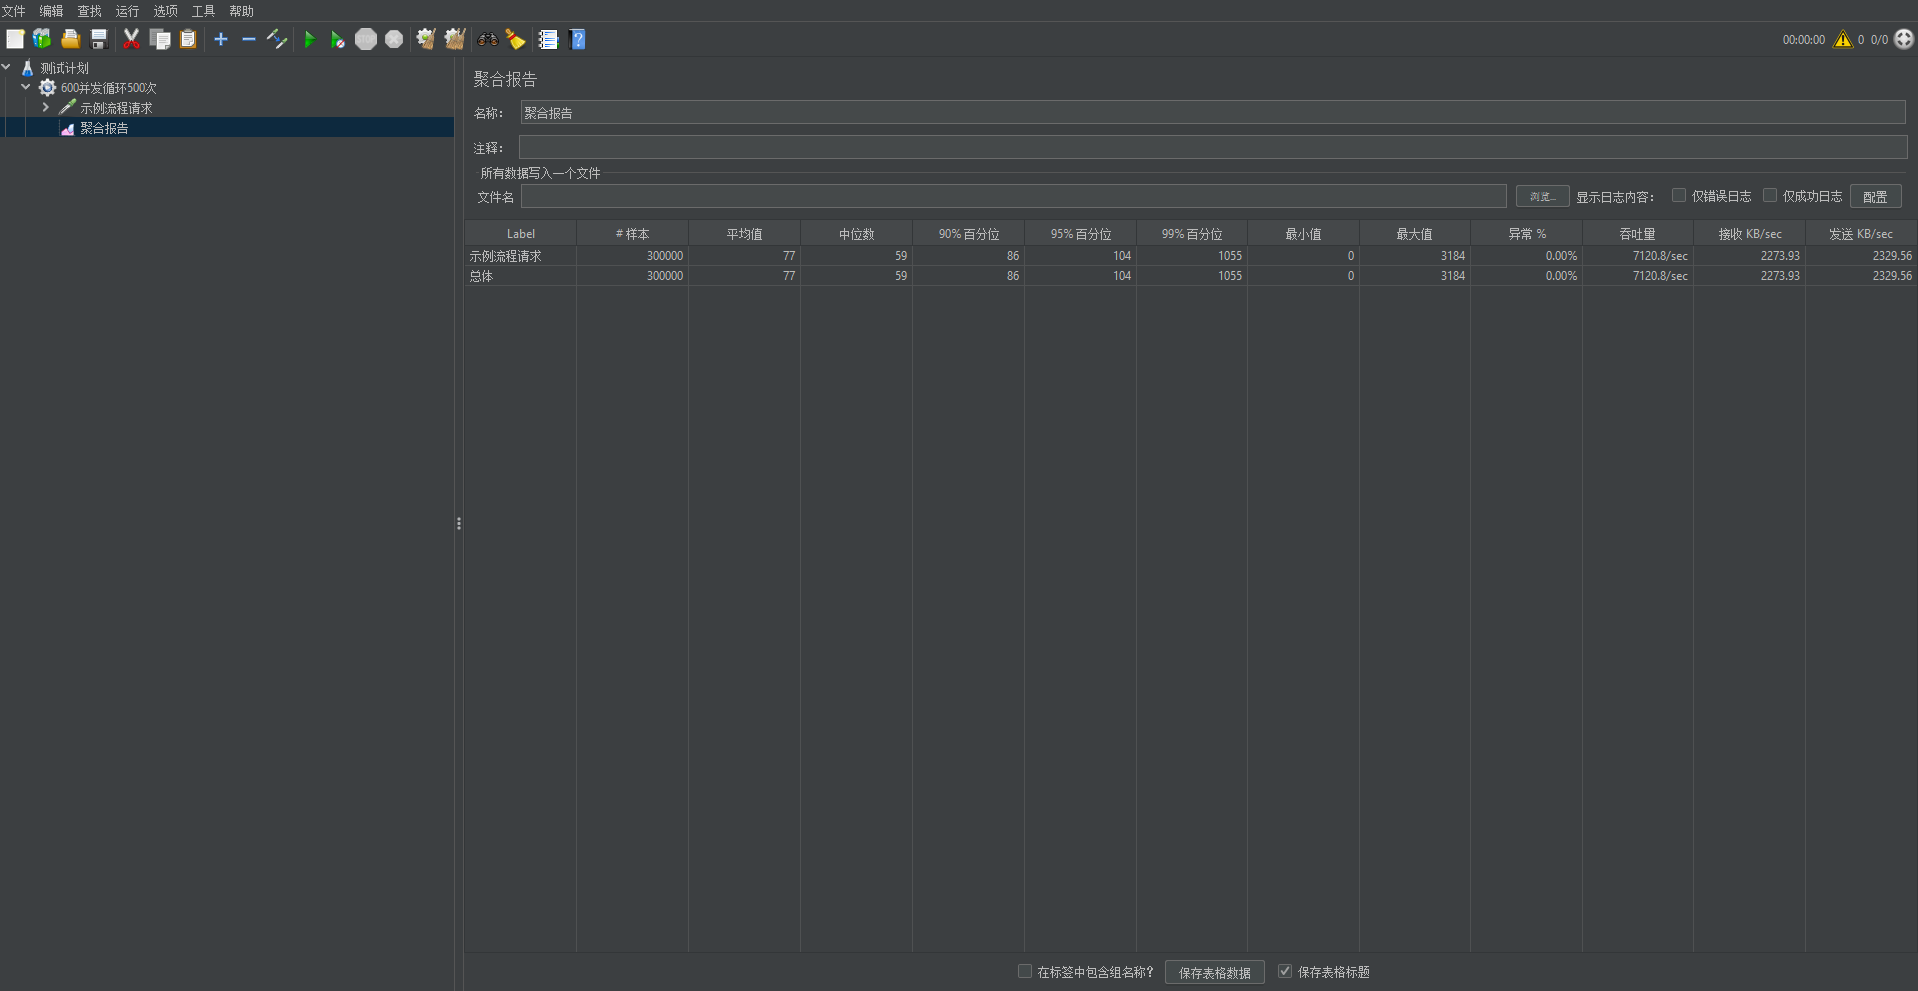 文件 编辑 查找 运行 选项 工具 帮助
00:00:00 0 0/0
测试计划
600并发循环500次
示例流程请求
聚合报告
聚合报告
名称： 聚合报告
注释：
所有数据写入一个文件
文件名 浏览... 显示日志内容： 仅错误日志 仅成功日志 配置
Label # 样本 平均值 中位数 90% 百分位 95% 百分位 99% 百分位 最小值 最大值 异常 % 吞吐量 接收 KB/sec 发送 KB/sec
示例流程请求 300000 77 59 86 104 1055 0 3184 0.00% 7120.8/sec 2273.93 2329.56
总体 300000 77 59 86 104 1055 0 3184 0.00% 7120.8/sec 2273.93 2329.56
在标签中包含组名称？ 保存表格数据 保存表格标题